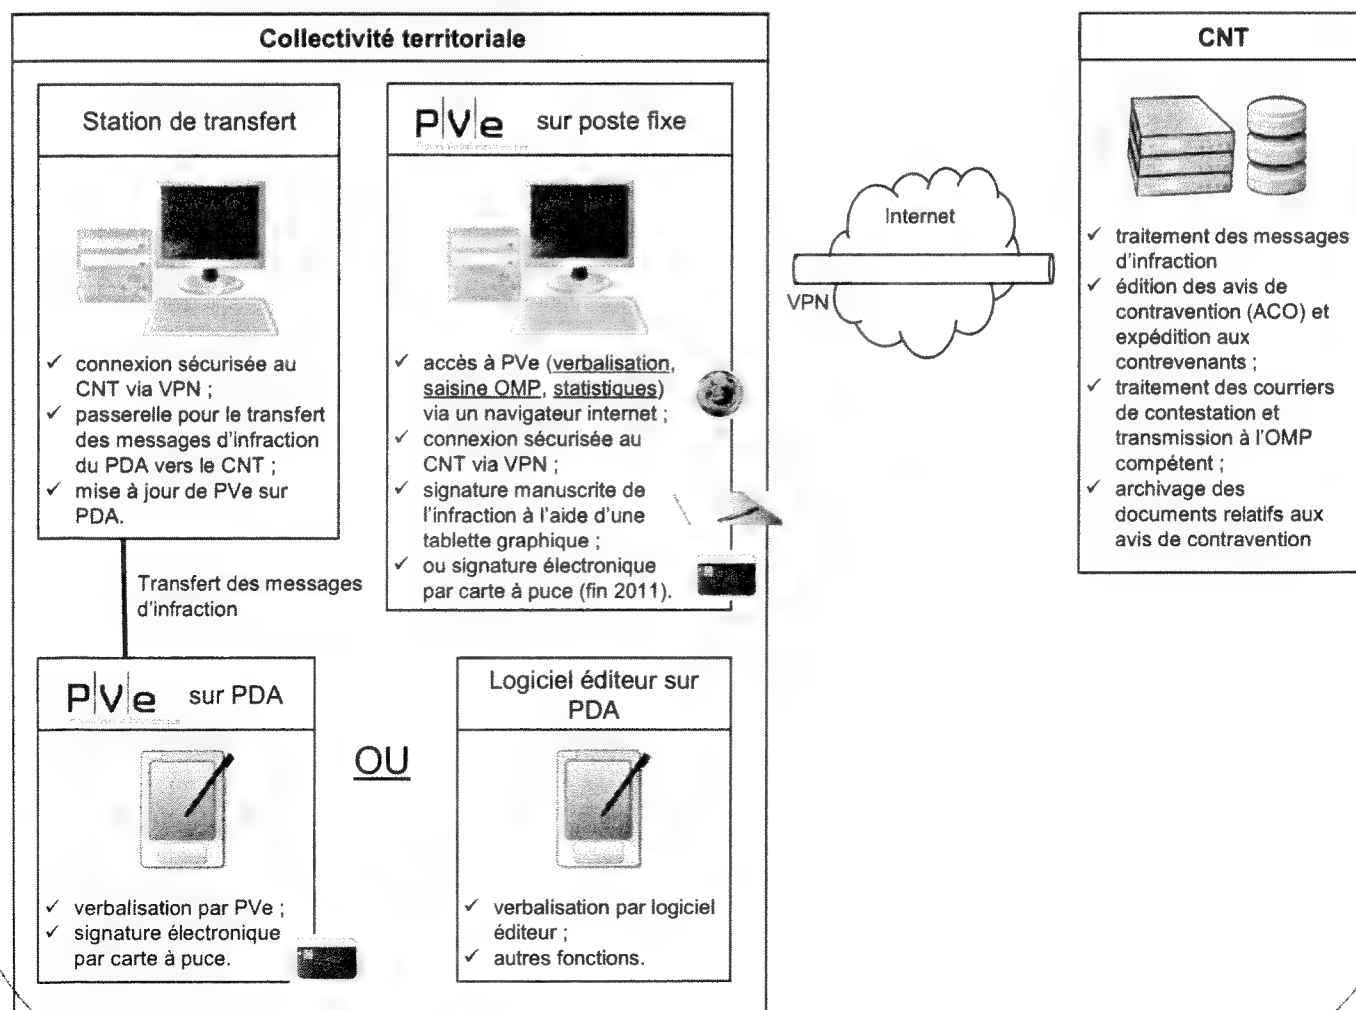 Collectivité territoriale
Station de transfert
connexion sécurisée au
CNT via VPN ;
passerelle pour le transfert
des messages d'infraction
du PDA vers le CNT ;
mise à jour de PVe sur
PDA.
PVe sur poste fixe
accès à PVe (verbalisation,
saisine OMP, statistiques)
via un navigateur internet ;
connexion sécurisée au
CNT via VPN ;
signature manuscrite de
l'infraction à l'aide d'une
tablette graphique ;
ou signature électronique
par carte à puce (fin 2011).
Transfert des messages
d'infraction
PVe sur PDA
verbalisation par PVe ;
signature électronique
par carte à puce.
OU
Logiciel éditeur sur
PDA
verbalisation par logiciel
éditeur ;
autres fonctions.
Internet
VPN
CNT
traitement des messages
d'infraction
édition des avis de
contravention (ACO) et
expédition aux
contrevenants ;
traitement des courriers
de contestation et
transmission à l'OMP
compétent ;
archivage des
documents relatifs aux
avis de contravention